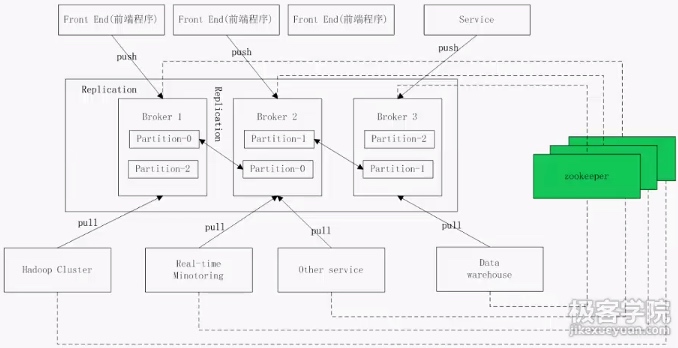 Front End(前端程序)
Front End(前端程序)
Front End(前端程序)
Service
push
push
push
Replication
Replication
Broker 1
Partition-0
Partition-2
Broker 2
Partition-1
Partition-0
Broker 3
Partition-2
Partition-1
zookeeper
pull
pull
pull
pull
Hadoop Cluster
Real-time
Minotoring
Other service
Data
warehouse
极客学院
jikexueyuan.com